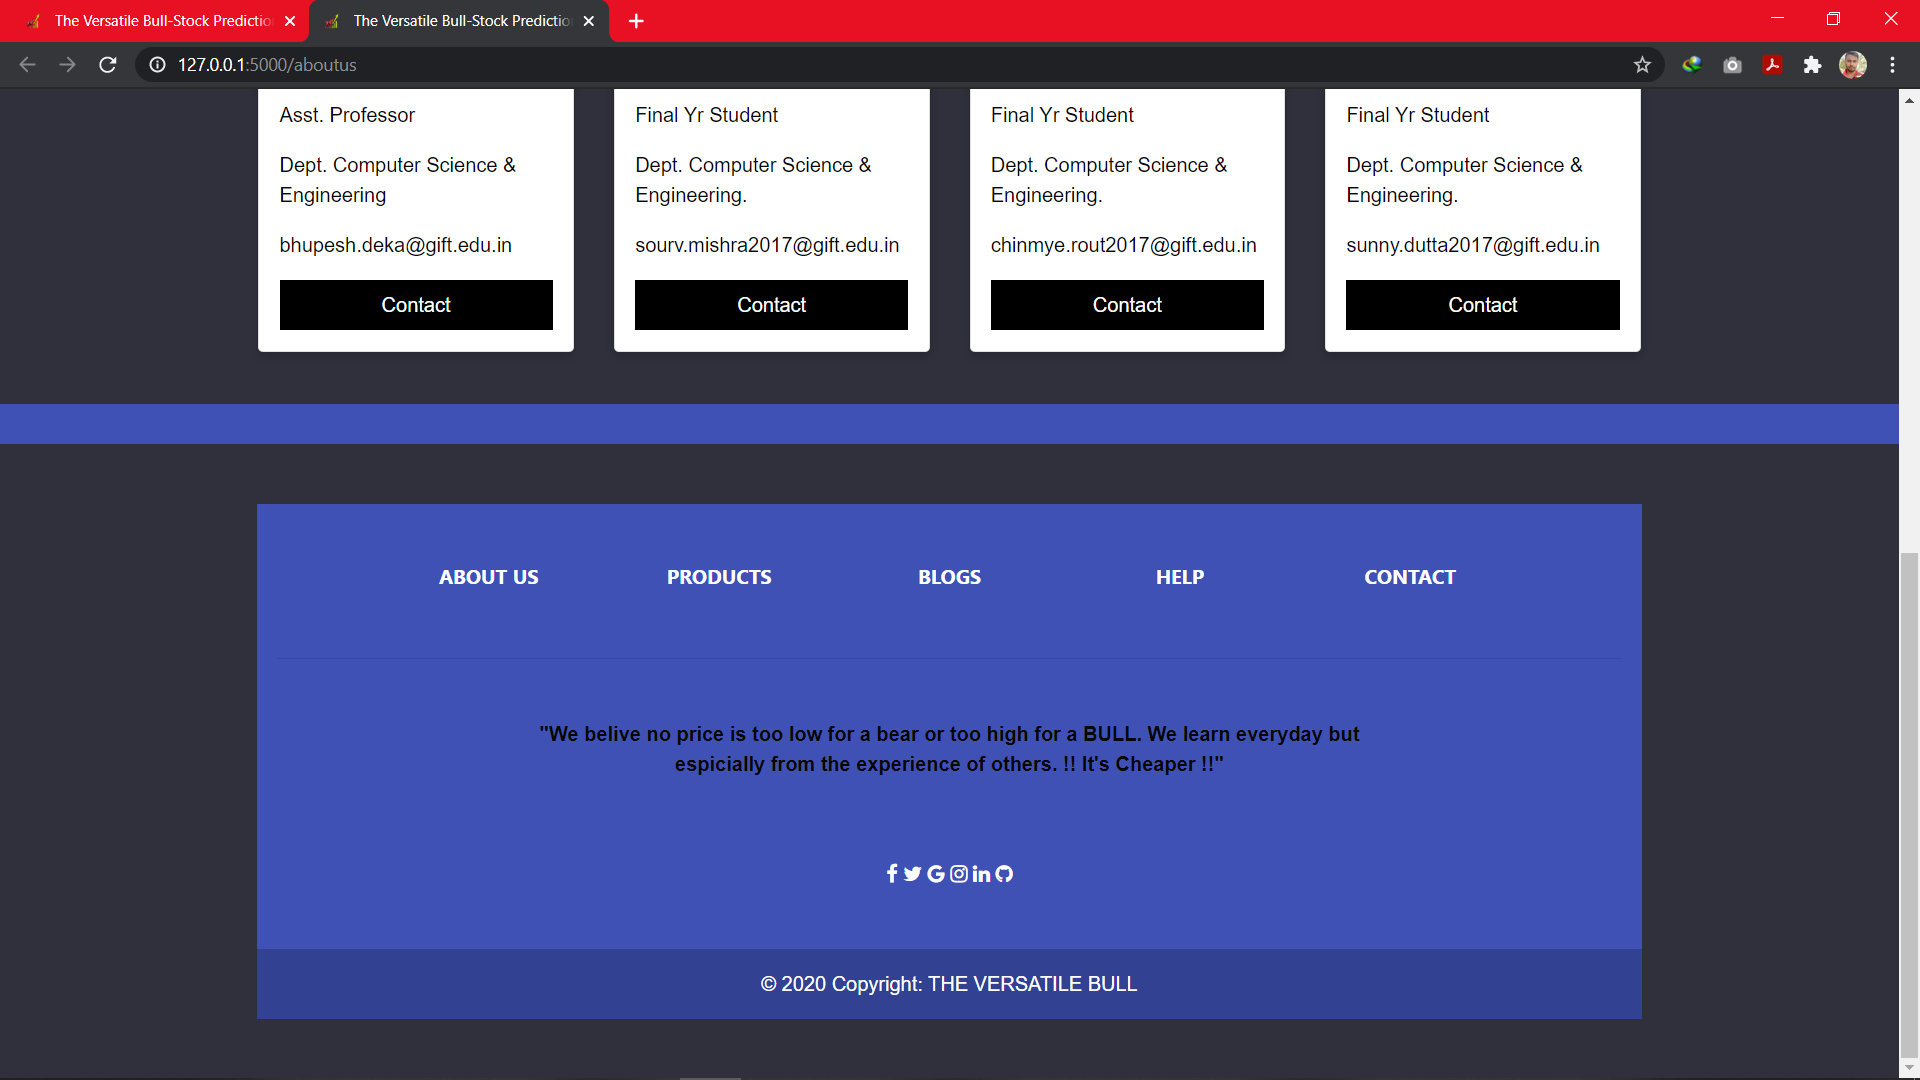 The Versatile Bull-Stock Predictio
The Versatile Bull-Stock Predictio
127.0.0.1:5000/aboutus
Asst. Professor
Dept. Computer Science &
Engineering
bhupesh.deka@gift.edu.in
Contact
Final Yr Student
Dept. Computer Science &
Engineering.
sourv.mishra2017@gift.edu.in
Contact
Final Yr Student
Dept. Computer Science &
Engineering.
chinmye.rout2017@gift.edu.in
Contact
Final Yr Student
Dept. Computer Science &
Engineering.
sunny.dutta2017@gift.edu.in
Contact
ABOUT US PRODUCTS BLOGS HELP CONTACT
"We belive no price is too low for a bear or too high for a BULL. We learn everyday but
espicially from the experience of others. !! It's Cheaper !!"
© 2020 Copyright: THE VERSATILE BULL